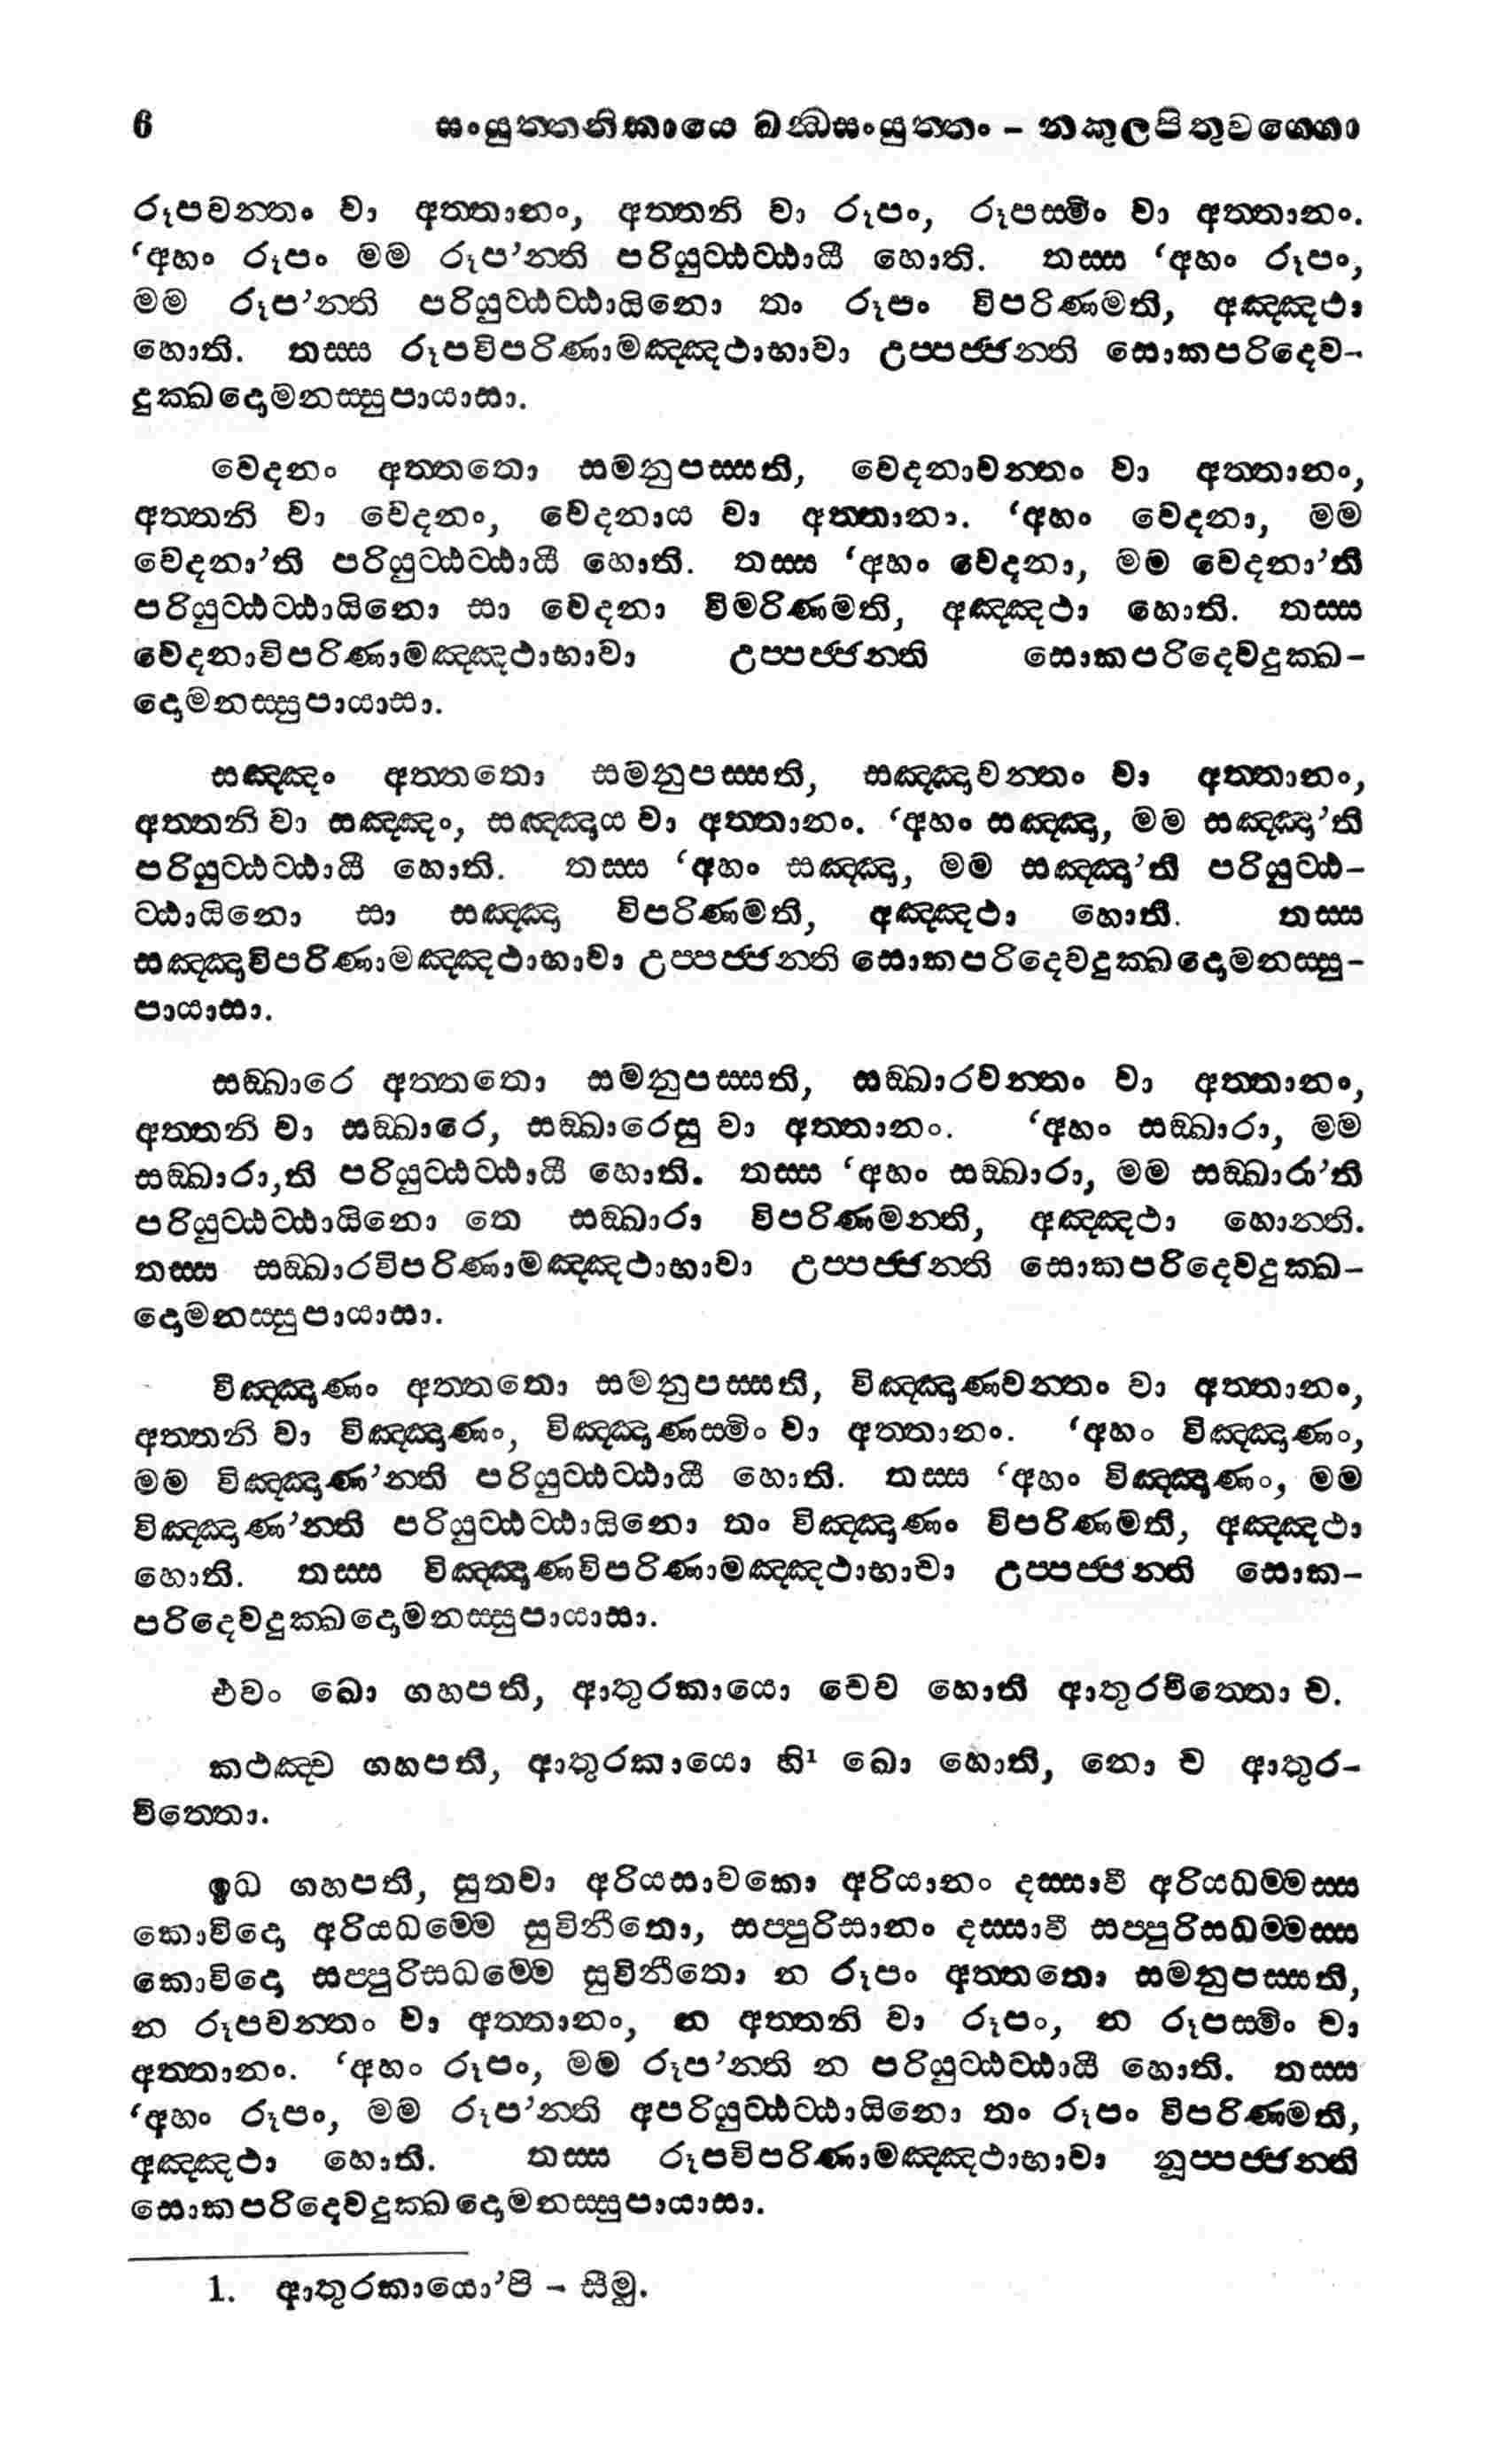 6 සංයුත්තනිකායෙ ඛන්ධසංයුත්තං – නකුලපිතුවග්ගො
රූපවන්තං වා අත්තානං, අත්තනි වා රූපං, රූපස්මිං වා අත්තානං.
‘අහං රූපං මම රූප’න්ති පරියුට්ඨට්ඨායී හොති. තස්ස ‘අහං රූපං,
මම රූප’න්ති පරියුට්ඨට්ඨායිනො තං රූපං විපරිණමති, අඤ්ඤථා
හොති. තස්ස රූපවිපරිණාමඤ්ඤථාභාවා උප්පජ්ජන්ති සොකපරිදෙව-
දුක්ඛදොමනස්සුපායාසා.
වෙදනං අත්තතො සමනුපස්සති, වෙදනාවන්තං වා අත්තානං,
අත්තනි වා වෙදනං, වෙදනාය වා අත්තානා. ‘අහං වෙදනා, මම
වෙදනා’ති පරියුට්ඨට්ඨායී හොති. තස්ස ‘අහං වෙදනා, මම වෙදනා’ති
පරියුට්ඨට්ඨායිනො සා වෙදනා විමරිණමති, අඤ්ඤථා හොති. තස්ස
වෙදනාවිපරිණාමඤ්ඤථාභාවා උප්පජ්ජන්ති සොකපරිදෙවදුක්ඛ-
දොමනස්සුපායාසා.
සඤ්ඤං අත්තතො සමනුපස්සති, සඤ්ඤාවන්තං වා අත්තානං,
අත්තනි වා සඤ්ඤං, සඤ්ඤාය වා අත්තානං. ‘අහං සඤ්ඤා, මම සඤ්ඤා’ති
පරියුට්ඨට්ඨායී හොති. තස්ස ‘අහං සඤ්ඤා, මම සඤ්ඤා’ති පරියුට්ඨ-
ට්ඨායිනො සා සඤ්ඤා විපරිණමති, අඤ්ඤථා හොති. තස්ස
සඤ්ඤාවිපරිණාමඤ්ඤථාභාවා උප්පජ්ජන්ති සොකපරිදෙවදුක්ඛදොමනස්සු-
පායාසා.
සඞ්ඛාරෙ අත්තතො සමනුපස්සති, සඞ්ඛාරවන්තං වා අත්තානං,
අත්තනි වා සඞ්ඛාරෙ, සඞ්ඛාරෙසු වා අත්තානං. ‘අහං සඞ්ඛාරා, මම
සඞ්ඛාරා,ති පරියුට්ඨට්ඨායී හොති. තස්ස ‘අහං සඞ්ඛාරා, මම සඞ්ඛාරා’ති
පරියුට්ඨට්ඨායිනො තෙ සඞ්ඛාරා විපරිණමන්ති, අඤ්ඤථා හොන්ති.
තස්ස සඞ්ඛාරවිපරිණාමඤ්ඤථාභාවා උප්පජ්ජන්ති සොකපරිදෙවදුක්ඛ-
දොමනස්සුපායාසා.
විඤ්ඤාණං අත්තතො සමනුපස්සති, විඤ්ඤාණවන්තං වා අත්තානං,
අත්තනි වා විඤ්ඤාණං, විඤ්ඤාණස්මිං වා අත්තානං. ‘අහං විඤ්ඤාණං,
මම විඤ්ඤාණ’න්ති පරියුට්ඨට්ඨායී හොති. තස්ස ‘අහං විඤ්ඤාණං, මම
විඤ්ඤාණ’න්ති පරියුට්ඨට්ඨායිනො තං විඤ්ඤාණං විපරිණමති, අඤ්ඤථා
හොති. තස්ස විඤ්ඤාණවිපරිණාමඤ්ඤථාභාවා උප්පජ්ජන්ති සොක-
පරිදෙවදුක්ඛදොමනස්සුපායාසා.
එවං ඛො ගහපති, ආතුරකායො චෙව හොති ආතුරචිත්තො ච.
කථඤ්ච ගහපති, ආතුරකායො හි¹ ඛො හොති, නො ච ආතුර-
චිත්තො.
ඉධ ගහපති, සුතවා අරියසාවකො අරියානං දස්සාවී අරියධම්මස්ස
කොවිදො අරියධම්මෙ සුවිනීතො, සප්පුරිසානං දස්සාවී සප්පුරිසධම්මස්ස
කොවිදො සප්පුරිසධම්මෙ සුවිනීතො න රූපං අත්තතො සමනුපස්සති,
න රූපවන්තං වා අත්තානං, න අත්තනි වා රූපං, න රූපස්මිං වා
අත්තානං. ‘අහං රූපං, මම රූප’න්ති න පරියුට්ඨට්ඨායී හොති. තස්ස
‘අහං රූපං, මම රූප’න්ති අපරියුට්ඨට්ඨායිනො තං රූපං විපරිණමති,
අඤ්ඤථා හොති. තස්ස රූපවිපරිණාමඤ්ඤථාභාවා නූප්පජ්ජන්ති
සොකපරිදෙවදුක්ඛදොමනස්සුපායාසා.
1. ආතුරකායො’පි – සීමු.